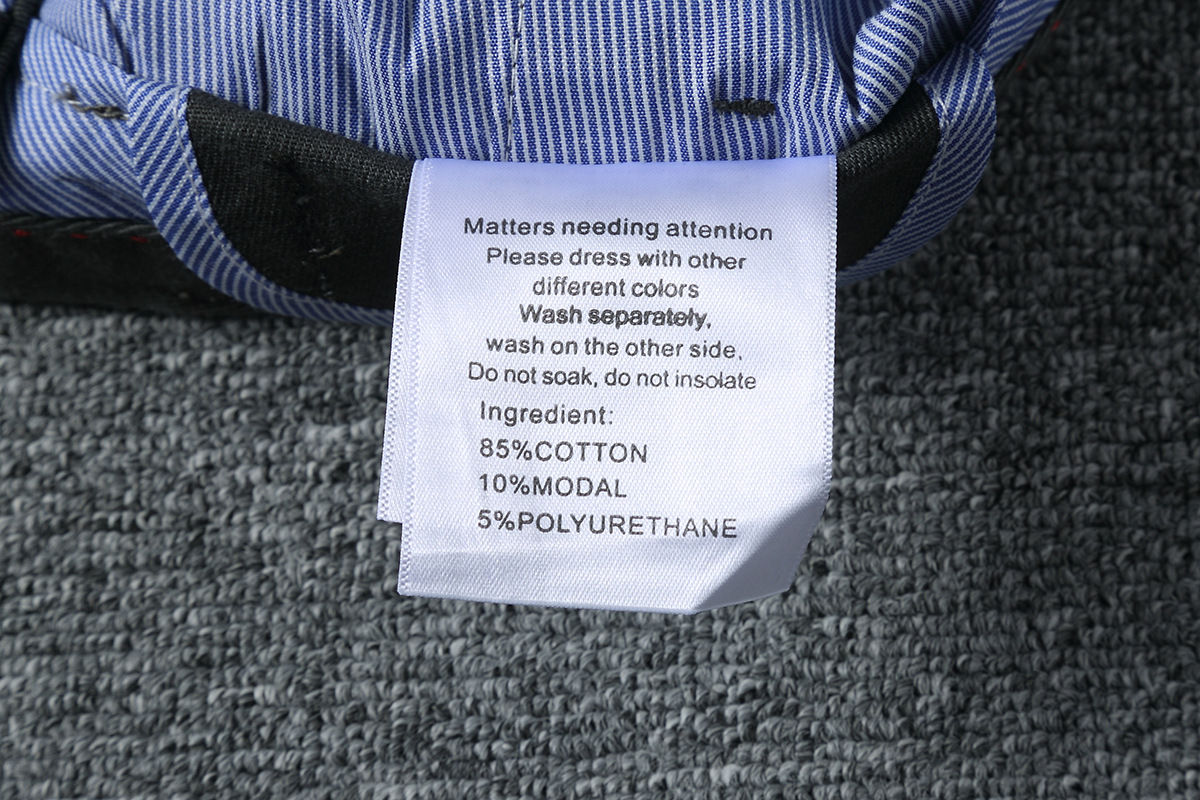 Matters needing attention
Please dress with other
different colors
Wash separately,
wash on the other side,
Do not soak, do not insolate
Ingredient:
85%COTTON
10%MODAL
5%POLYURETHANE